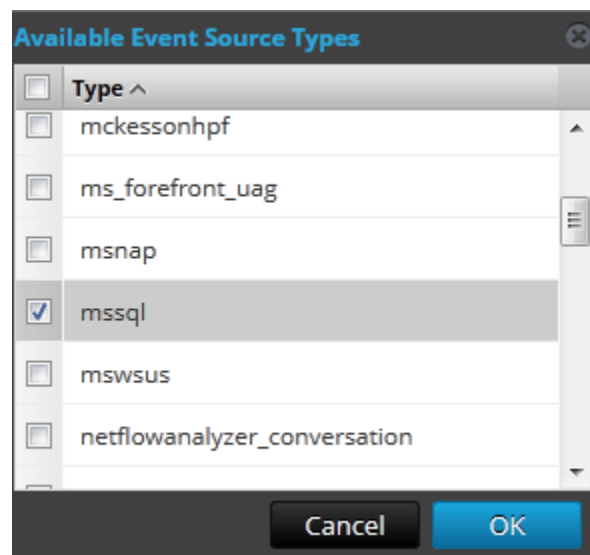 Available Event Source Types
Type
mckessonhpf
ms_forefront_uag
msnap
mssql
mswsus
netflowanalyzer_conversation
Cancel OK